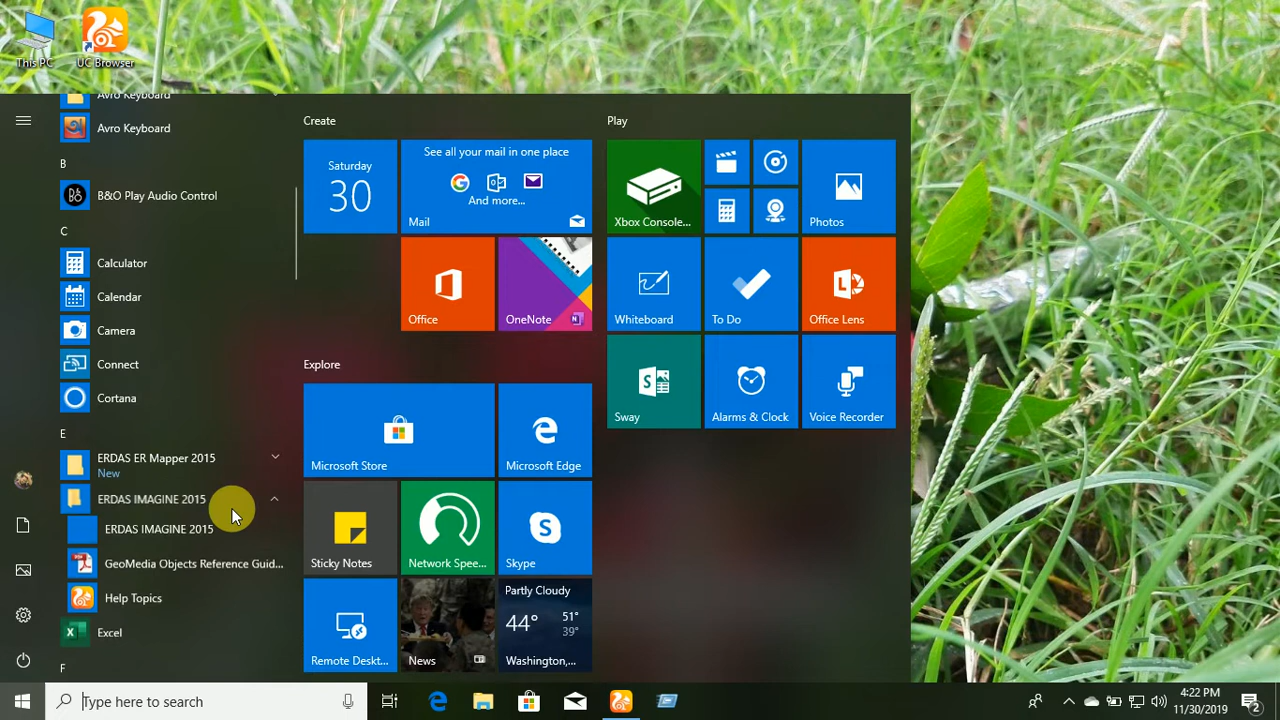 This PC
UC Browser
Avro Keyboard
Avro Keyboard
B
B&O Play Audio Control
C
Calculator
Calendar
Camera
Connect
Cortana
E
ERDAS ER Mapper 2015
New
ERDAS IMAGINE 2015
ERDAS IMAGINE 2015
GeoMedia Objects Reference Guid...
Help Topics
Excel
F
Create
Saturday
30
See all your mail in one place
And more...
Mail
Office
OneNote
Explore
Microsoft Store
Microsoft Edge
Sticky Notes
Network Spee...
Skype
Remote Deskt...
News
Partly Cloudy
44° 51°
39°
Washington,...
Play
Xbox Console...
Photos
Whiteboard
To Do
Office Lens
Sway
Alarms & Clock
Voice Recorder
Type here to search
4:22 PM
11/30/2019
2